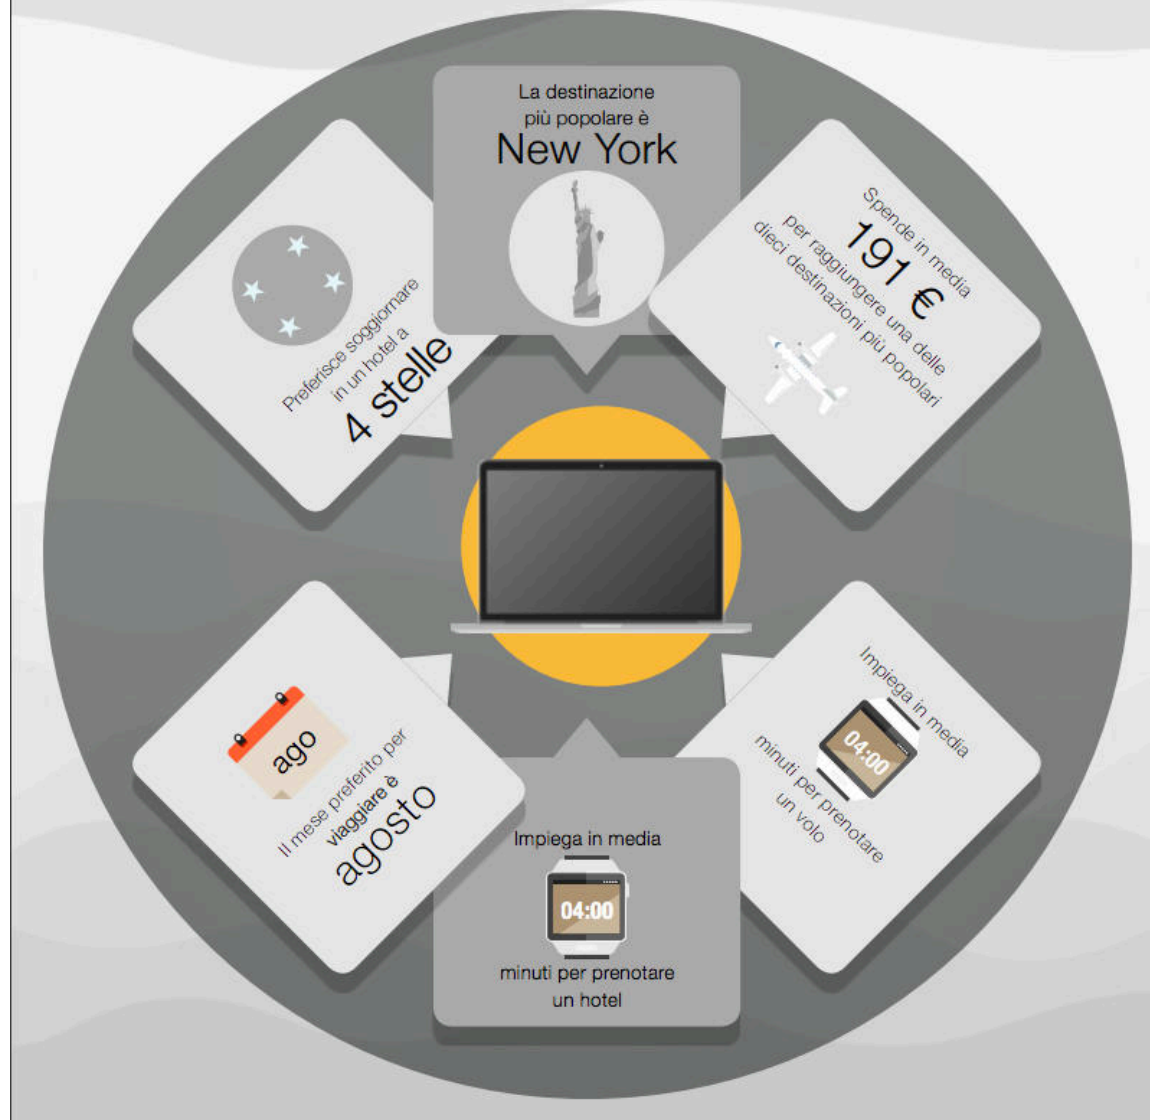 La destinazione
più popolare è
New York
Spende in media
191 €
per raggiungere una delle
dieci destinazioni più popolari
Impiega in media
04:00
minuti per prenotare
un volo
Impiega in media
04:00
minuti per prenotare
un hotel
ago
Il mese preferito per
viaggiare è
agosto
Preferisce soggiornare
in un hotel a
4 stelle